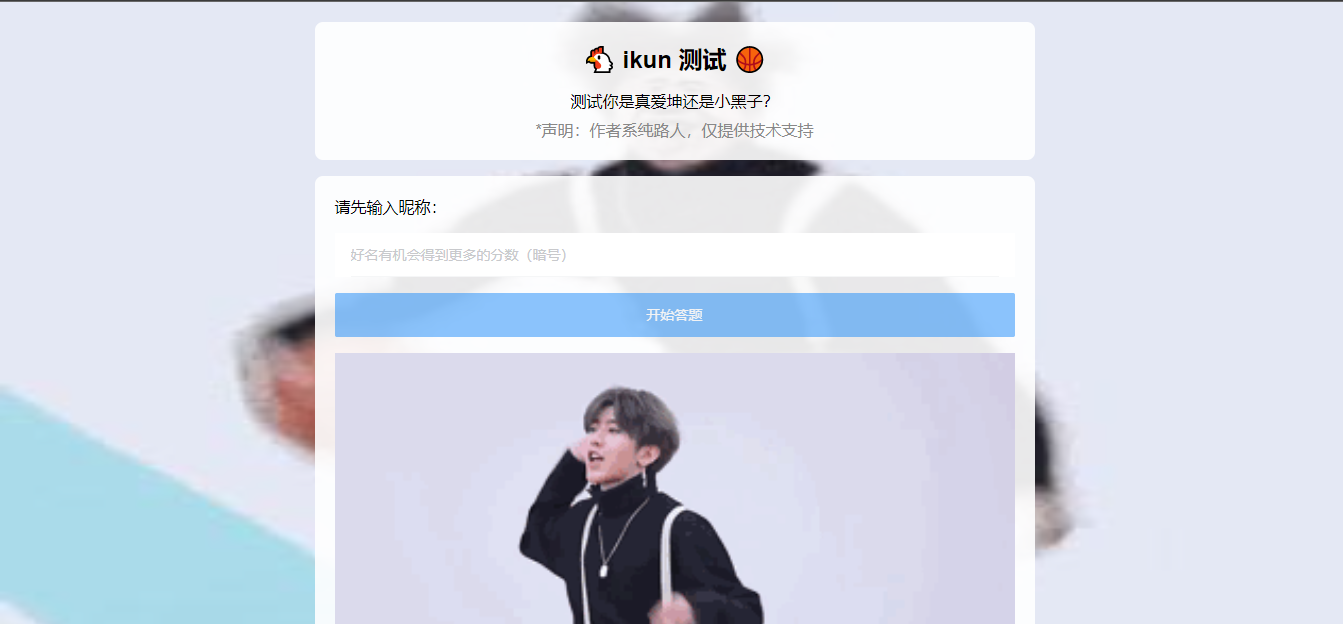 🐔 ikun 测试 🏀
测试你是真爱坤还是小黑子？
*声明：作者系纯路人，仅提供技术支持
请先输入昵称：
好名有机会得到更多的分数（暗号）
开始答题